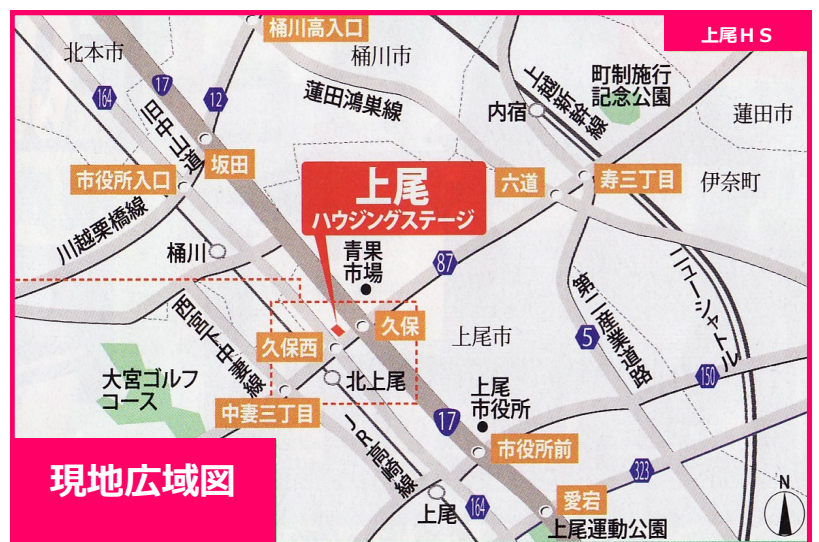 桶川高入口
上尾ＨＳ
北本市
桶川市
17
164
12
旧中山道
蓮田鴻巣線
内宿
上越新幹線
町制施行
記念公園
蓮田市
坂田
市役所入口
上尾
ハウジングステージ
六道
寿三丁目
伊奈町
川越栗橋線
桶川
青果
市場
87
ニューシャトル
第二産業道路
西宮下中妻線
久保
久保西
上尾市
5
大宮ゴルフ
コース
北上尾
中妻三丁目
上尾
市役所
150
17
JR高崎線
市役所前
現地広域図
323
上尾
164
愛宕
上尾運動公園
N